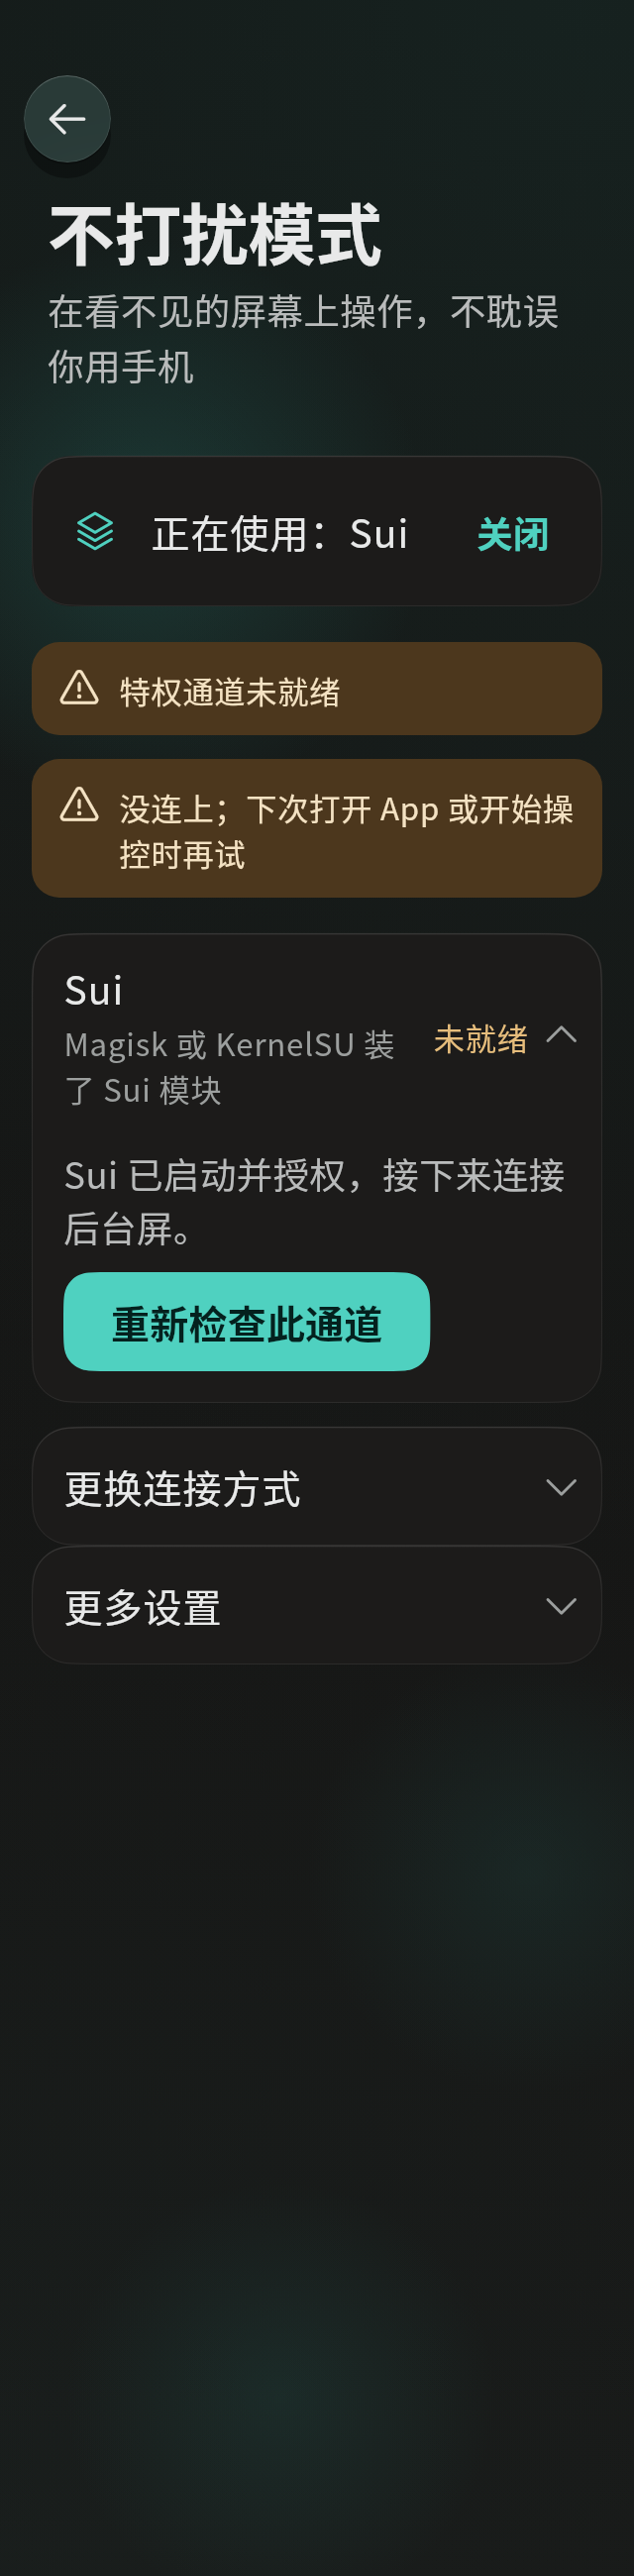 不打扰模式
在看不见的屏幕上操作，不耽误
你用手机
正在使用：Sui
关闭
特权通道未就绪
没连上；下次打开 App 或开始操
控时再试
Sui
Magisk 或 KernelSU 装
了 Sui 模块
未就绪
Sui 已启动并授权，接下来连接
后台屏。
重新检查此通道
更换连接方式
更多设置